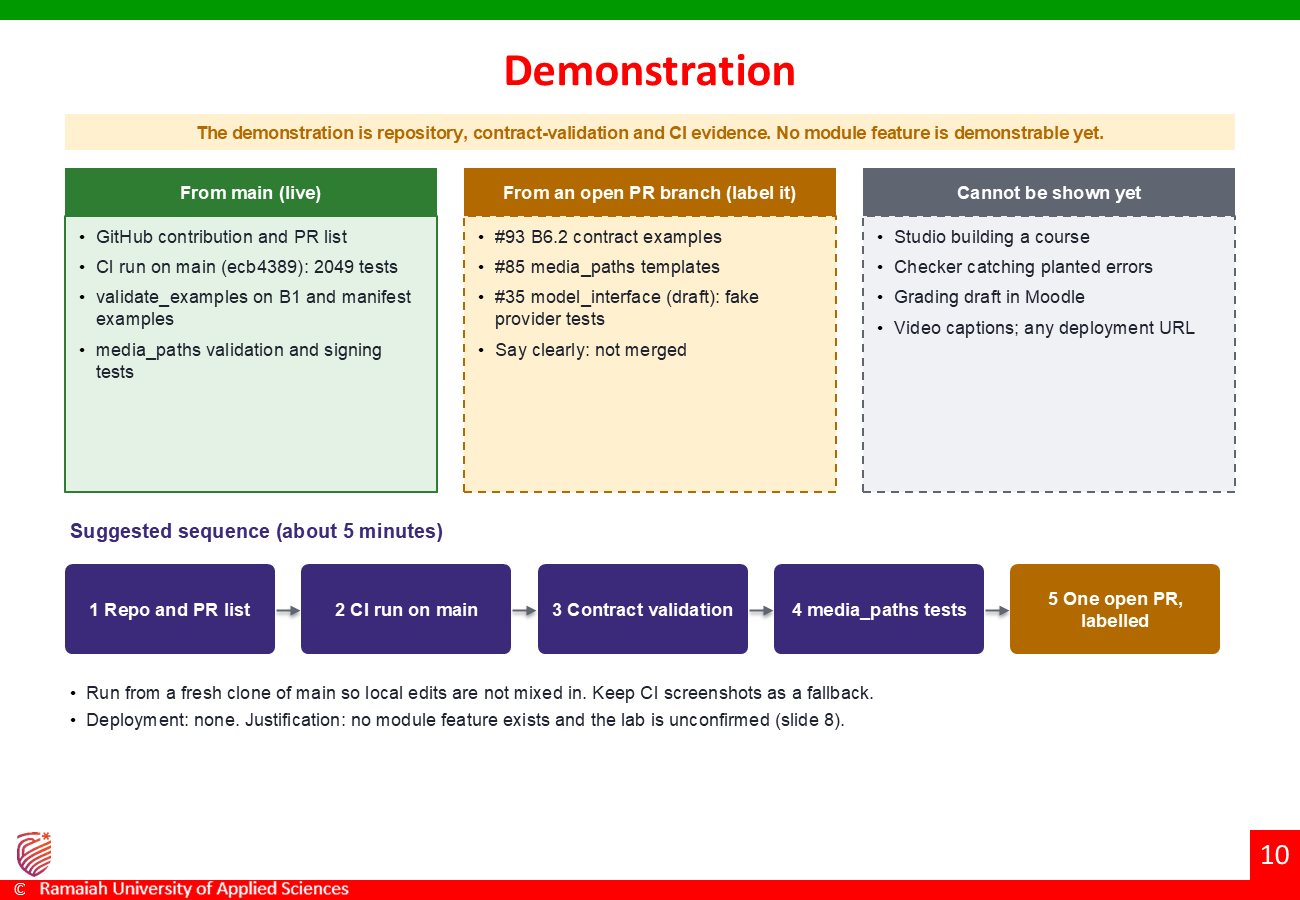 Demonstration
The demonstration is repository, contract-validation and CI evidence. No module feature is demonstrable yet.
From main (live)
• GitHub contribution and PR list
• CI run on main (ecb4389): 2049 tests
• validate_examples on B1 and manifest
examples
• media_paths validation and signing
tests
From an open PR branch (label it)
• #93 B6.2 contract examples
• #85 media_paths templates
• #35 model_interface (draft): fake
provider tests
• Say clearly: not merged
Cannot be shown yet
• Studio building a course
• Checker catching planted errors
• Grading draft in Moodle
• Video captions; any deployment URL
Suggested sequence (about 5 minutes)
1 Repo and PR list
2 CI run on main
3 Contract validation
4 media_paths tests
5 One open PR,
labelled
• Run from a fresh clone of main so local edits are not mixed in. Keep CI screenshots as a fallback.
• Deployment: none. Justification: no module feature exists and the lab is unconfirmed (slide 8).
10
© Ramaiah University of Applied Sciences